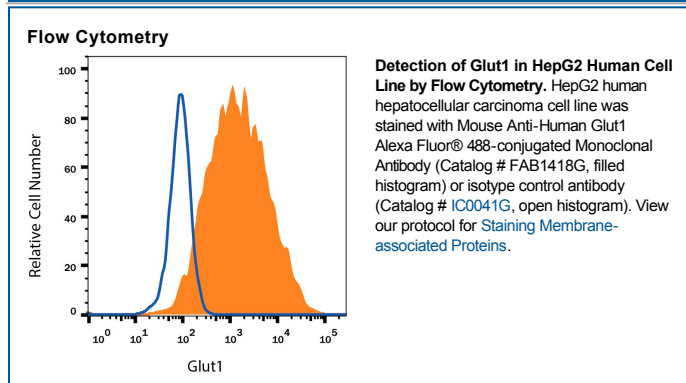 Flow Cytometry
100
80
60
40
20
0
Relative Cell Number
10^0 10^1 10^2 10^3 10^4 10^5
Glut1
Detection of Glut1 in HepG2 Human Cell
Line by Flow Cytometry. HepG2 human
hepatocellular carcinoma cell line was
stained with Mouse Anti-Human Glut1
Alexa Fluor® 488-conjugated Monoclonal
Antibody (Catalog # FAB1418G, filled
histogram) or isotype control antibody
(Catalog # IC0041G, open histogram). View
our protocol for Staining Membrane-
associated Proteins.